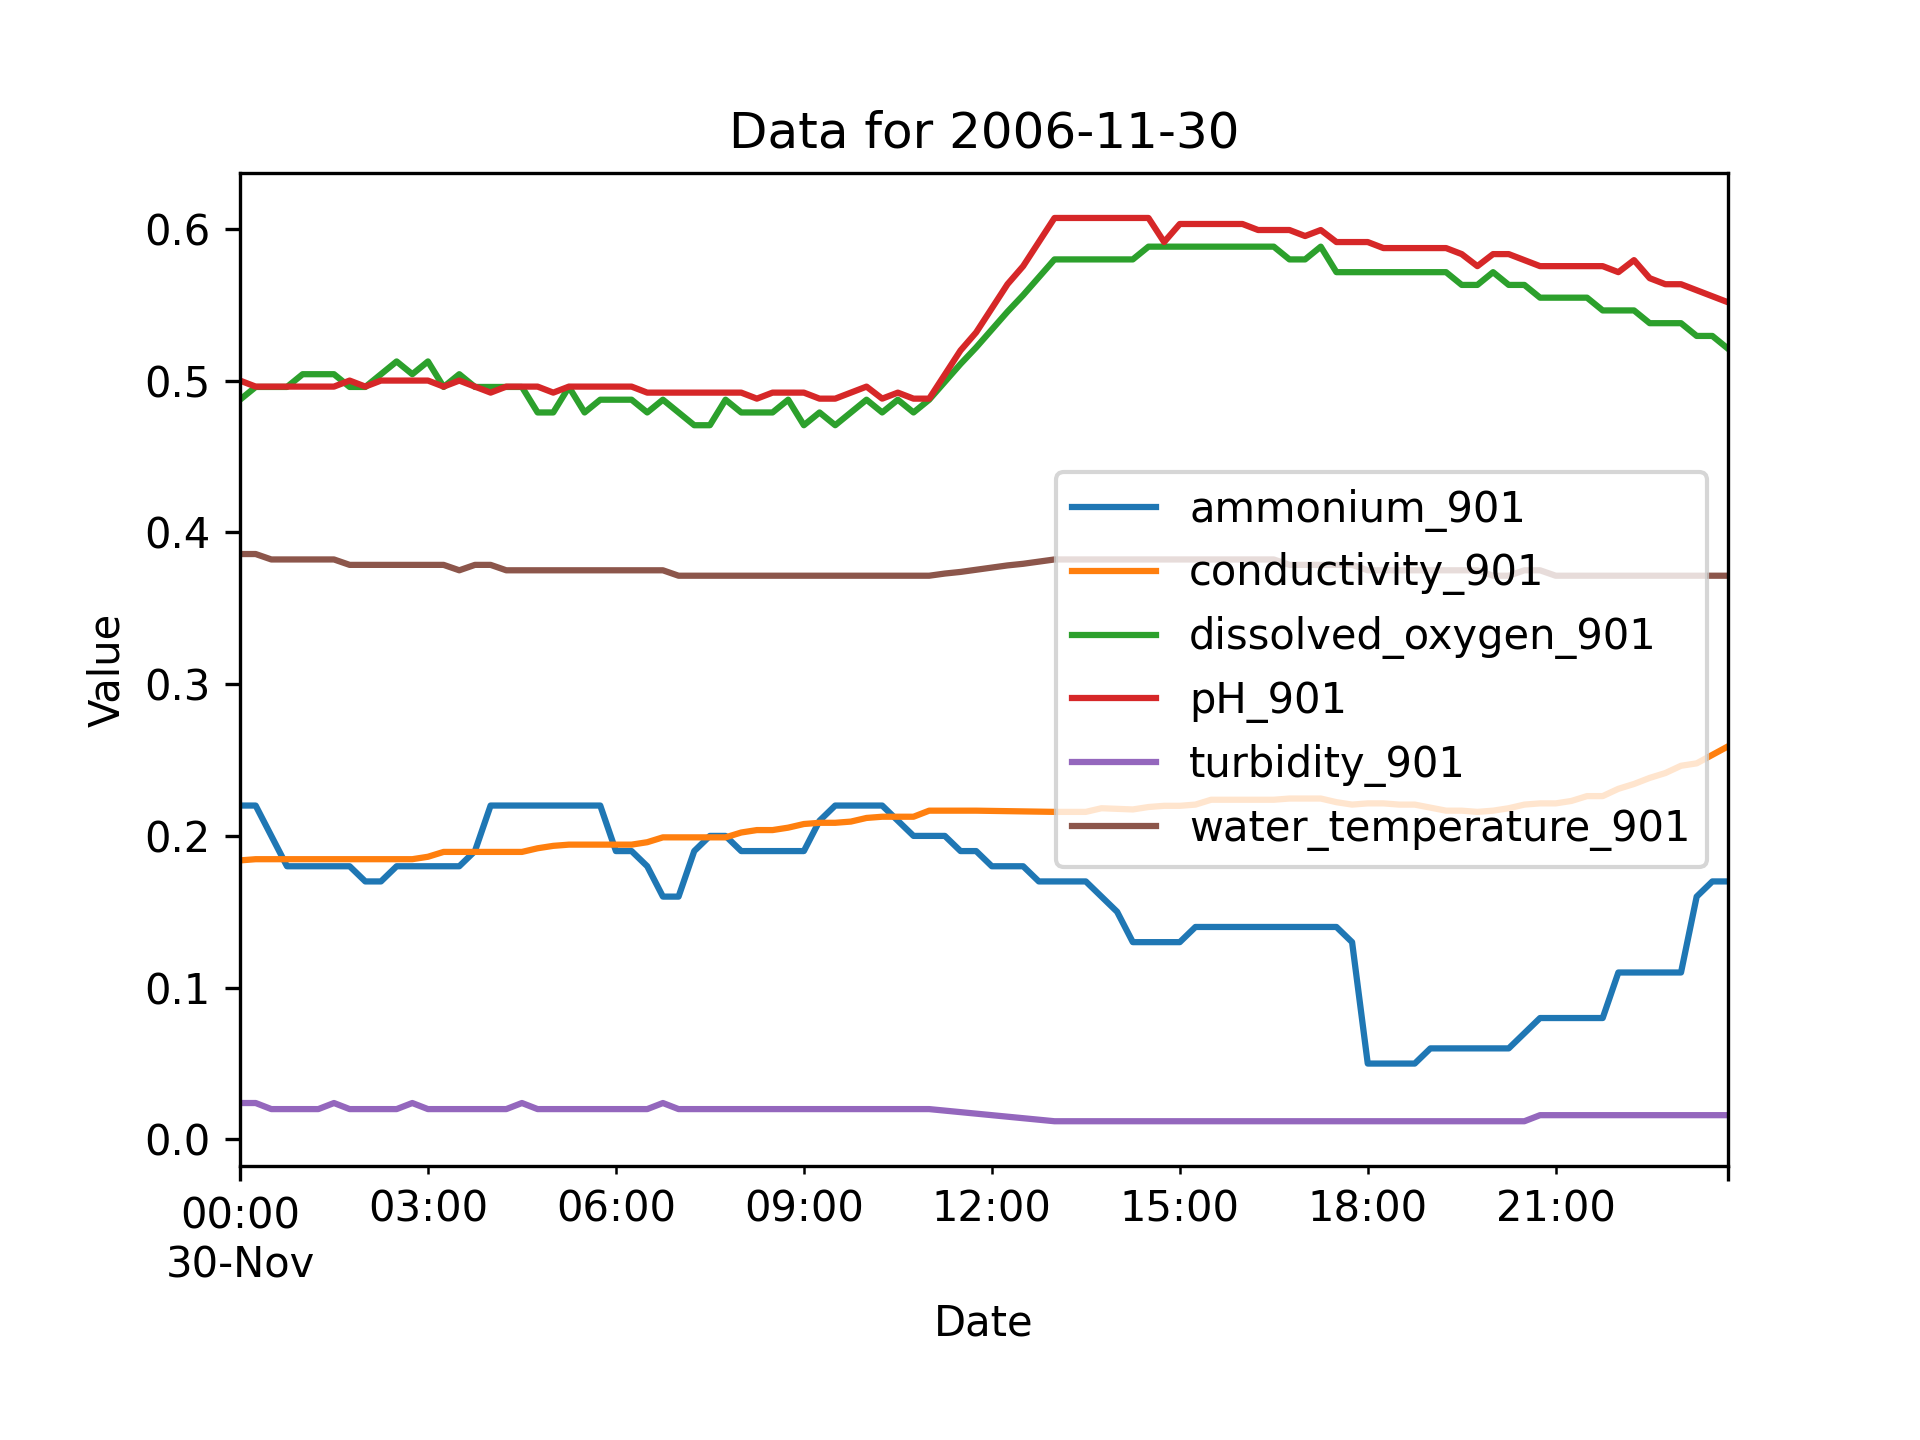 Data for 2006-11-30
0.6
0.5
0.4
0.3
0.2
0.1
0.0
Value
ammonium_901
conductivity_901
dissolved_oxygen_901
pH_901
turbidity_901
water_temperature_901
00:00 03:00 06:00 09:00 12:00 15:00 18:00 21:00
30-Nov
Date